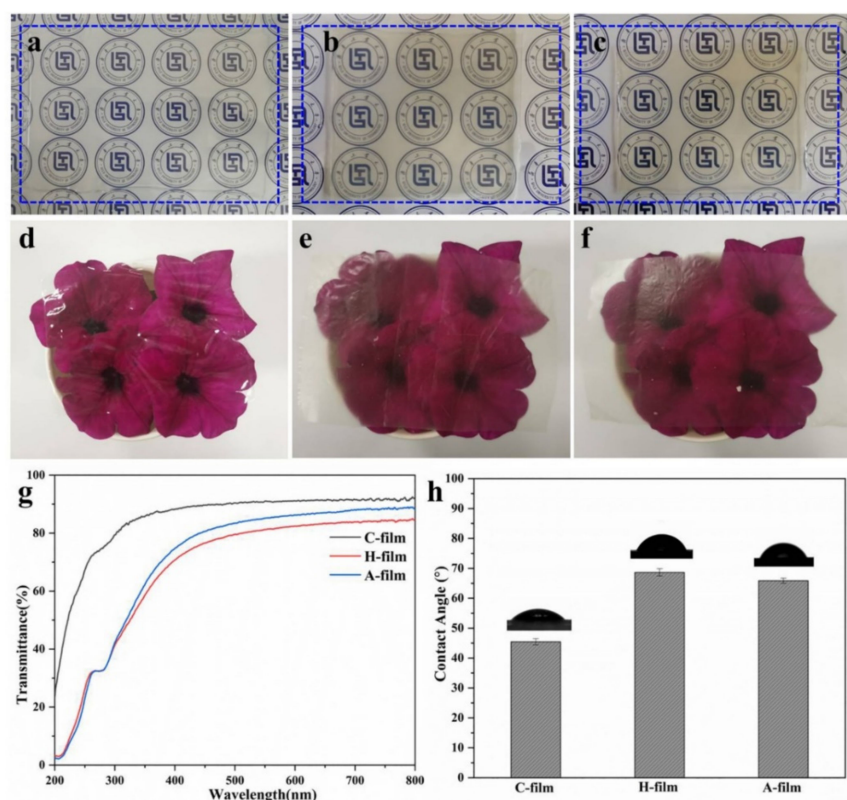 a
b
c
d
e
f
g
h
100
80
60
40
20
0
Transmittance(%)
C-film
H-film
A-film
200
300
400
500
600
700
800
Wavelength(nm)
100
90
80
70
60
50
40
30
20
10
0
Contact Angle (°)
C-film
H-film
A-film